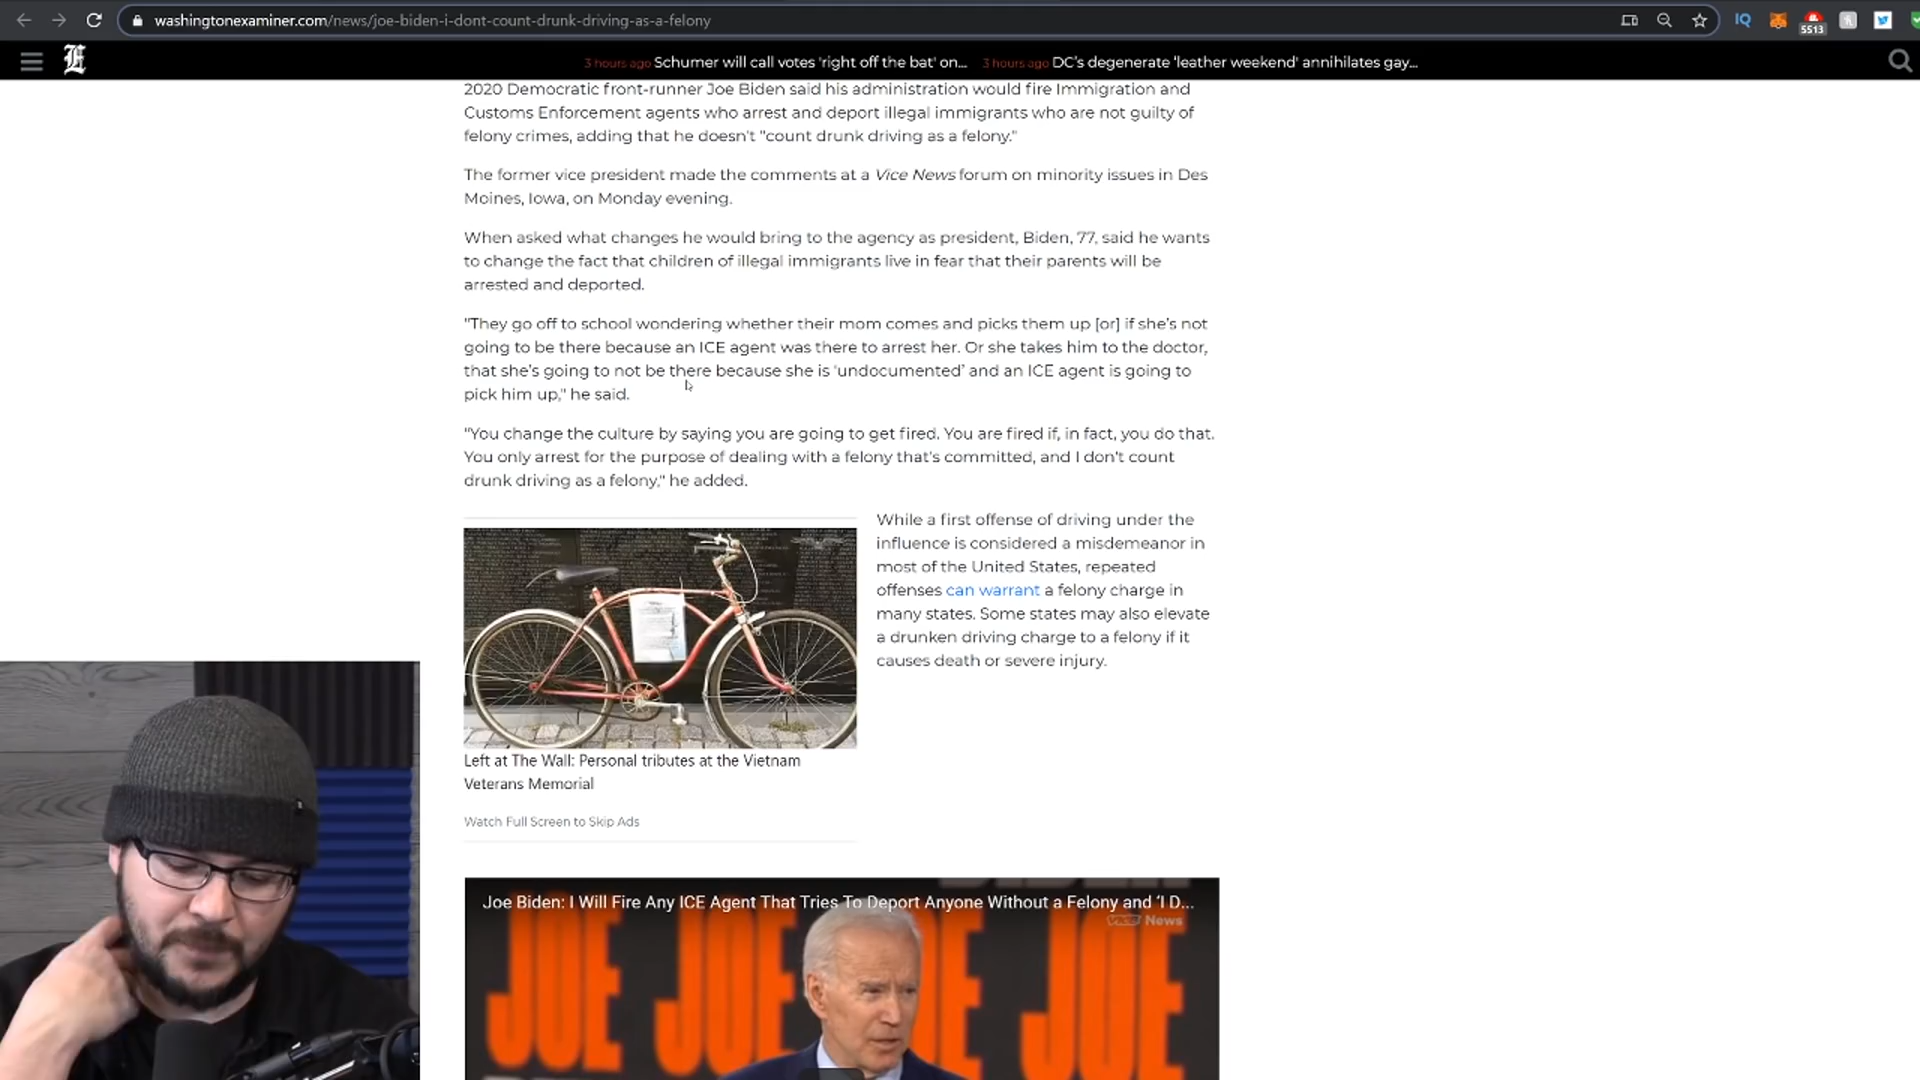 washingtonexaminer.com/news/joe-biden-i-dont-count-drunk-driving-as-a-felony
IQ
5513
E
3 hours ago Schumer will call votes 'right off the bat' on... 3 hours ago DC's degenerate 'leather weekend' annihilates gay...
2020 Democratic front-runner Joe Biden said his administration would fire Immigration and
Customs Enforcement agents who arrest and deport illegal immigrants who are not guilty of
felony crimes, adding that he doesn't "count drunk driving as a felony."
The former vice president made the comments at a Vice News forum on minority issues in Des
Moines, Iowa, on Monday evening.
When asked what changes he would bring to the agency as president, Biden, 77, said he wants
to change the fact that children of illegal immigrants live in fear that their parents will be
arrested and deported.
"They go off to school wondering whether their mom comes and picks them up [or] if she's not
going to be there because an ICE agent was there to arrest her. Or she takes him to the doctor,
that she's going to not be there because she is 'undocumented' and an ICE agent is going to
pick him up," he said.
"You change the culture by saying you are going to get fired. You are fired if, in fact, you do that.
You only arrest for the purpose of dealing with a felony that's committed, and I don't count
drunk driving as a felony," he added.
While a first offense of driving under the
influence is considered a misdemeanor in
most of the United States, repeated
offenses can warrant a felony charge in
many states. Some states may also elevate
a drunken driving charge to a felony if it
causes death or severe injury.
Left at The Wall: Personal tributes at the Vietnam
Veterans Memorial
Watch Full Screen to Skip Ads
Joe Biden: I Will Fire Any ICE Agent That Tries To Deport Anyone Without a Felony and 'I D...
VICE News
JOE JOE JOE JOE